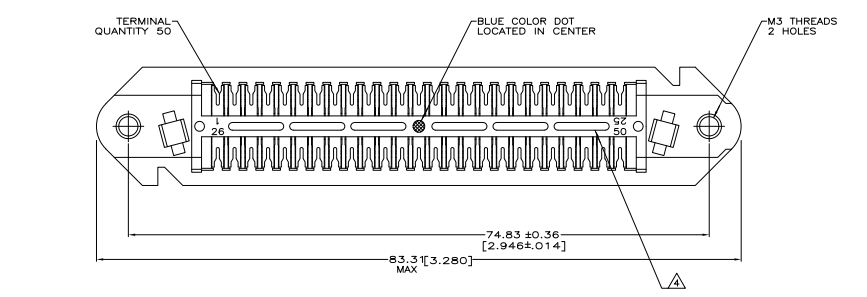 TERMINAL
QUANTITY 50
BLUE COLOR DOT
LOCATED IN CENTER
M3 THREADS
2 HOLES
1
26
25
50
74.83 ±0.36
[2.946±.014]
83.31[3.280]
MAX
4